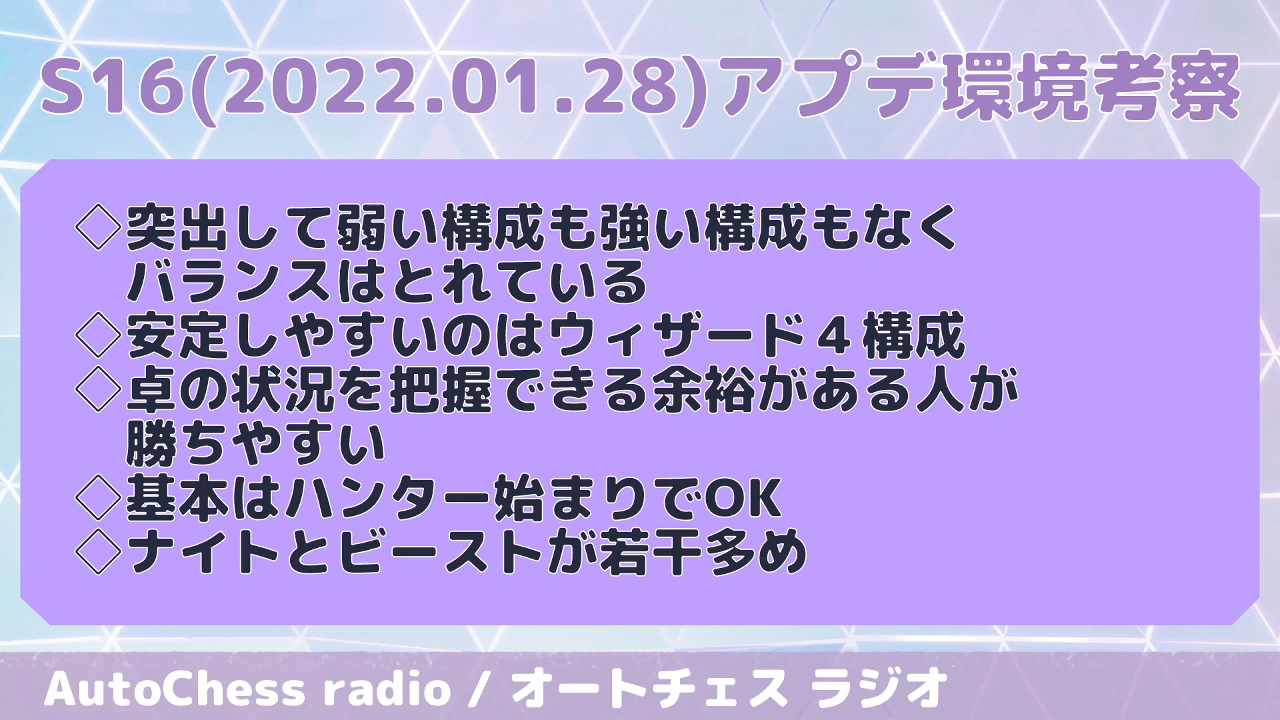 S16(2022.01.28)アプデ環境考察
◇突出して弱い構成も強い構成もなく
バランスはとれている
◇安定しやすいのはウィザード４構成
◇卓の状況を把握できる余裕がある人が
勝ちやすい
◇基本はハンター始まりでOK
◇ナイトとビーストが若干多め
AutoChess radio / オートチェス ラジオ